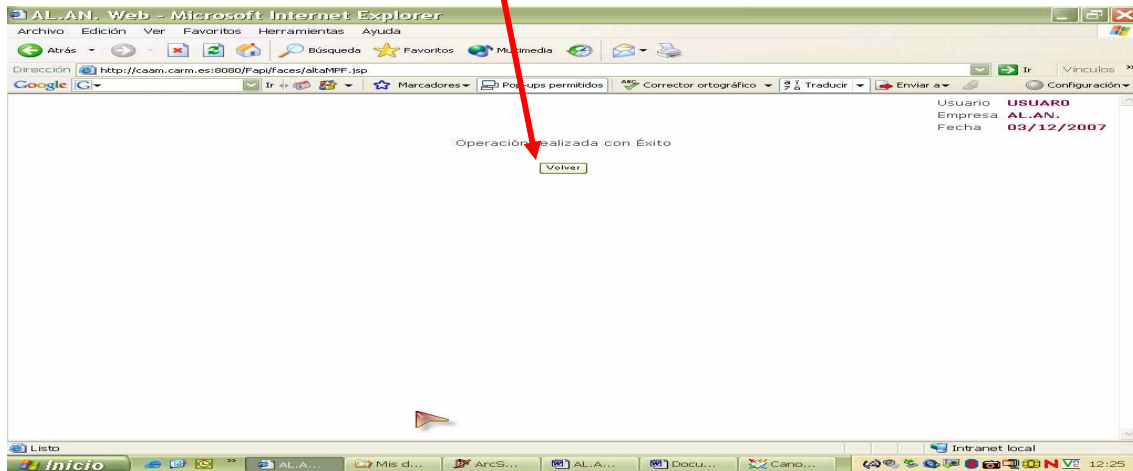 AL.AN. Web - Microsoft Internet Explorer
Archivo Edición Ver Favoritos Herramientas Ayuda
Atrás Búsqueda Favoritos Multimedia
Dirección http://caam.carm.es:8080/Fapi/faces/altaMPF.jsp Ir Vínculos »
Google Ir Marcadores Pop-ups permitidos Corrector ortográfico Traducir Enviar a Configuración
Usuario USUAR0
Empresa AL.AN.
Fecha 03/12/2007
Operación realizada con Éxito
Volver
Listo Intranet local
Inicio » AL.A... Mis d... ArcS... AL.A... Docu... Cano... 12:25